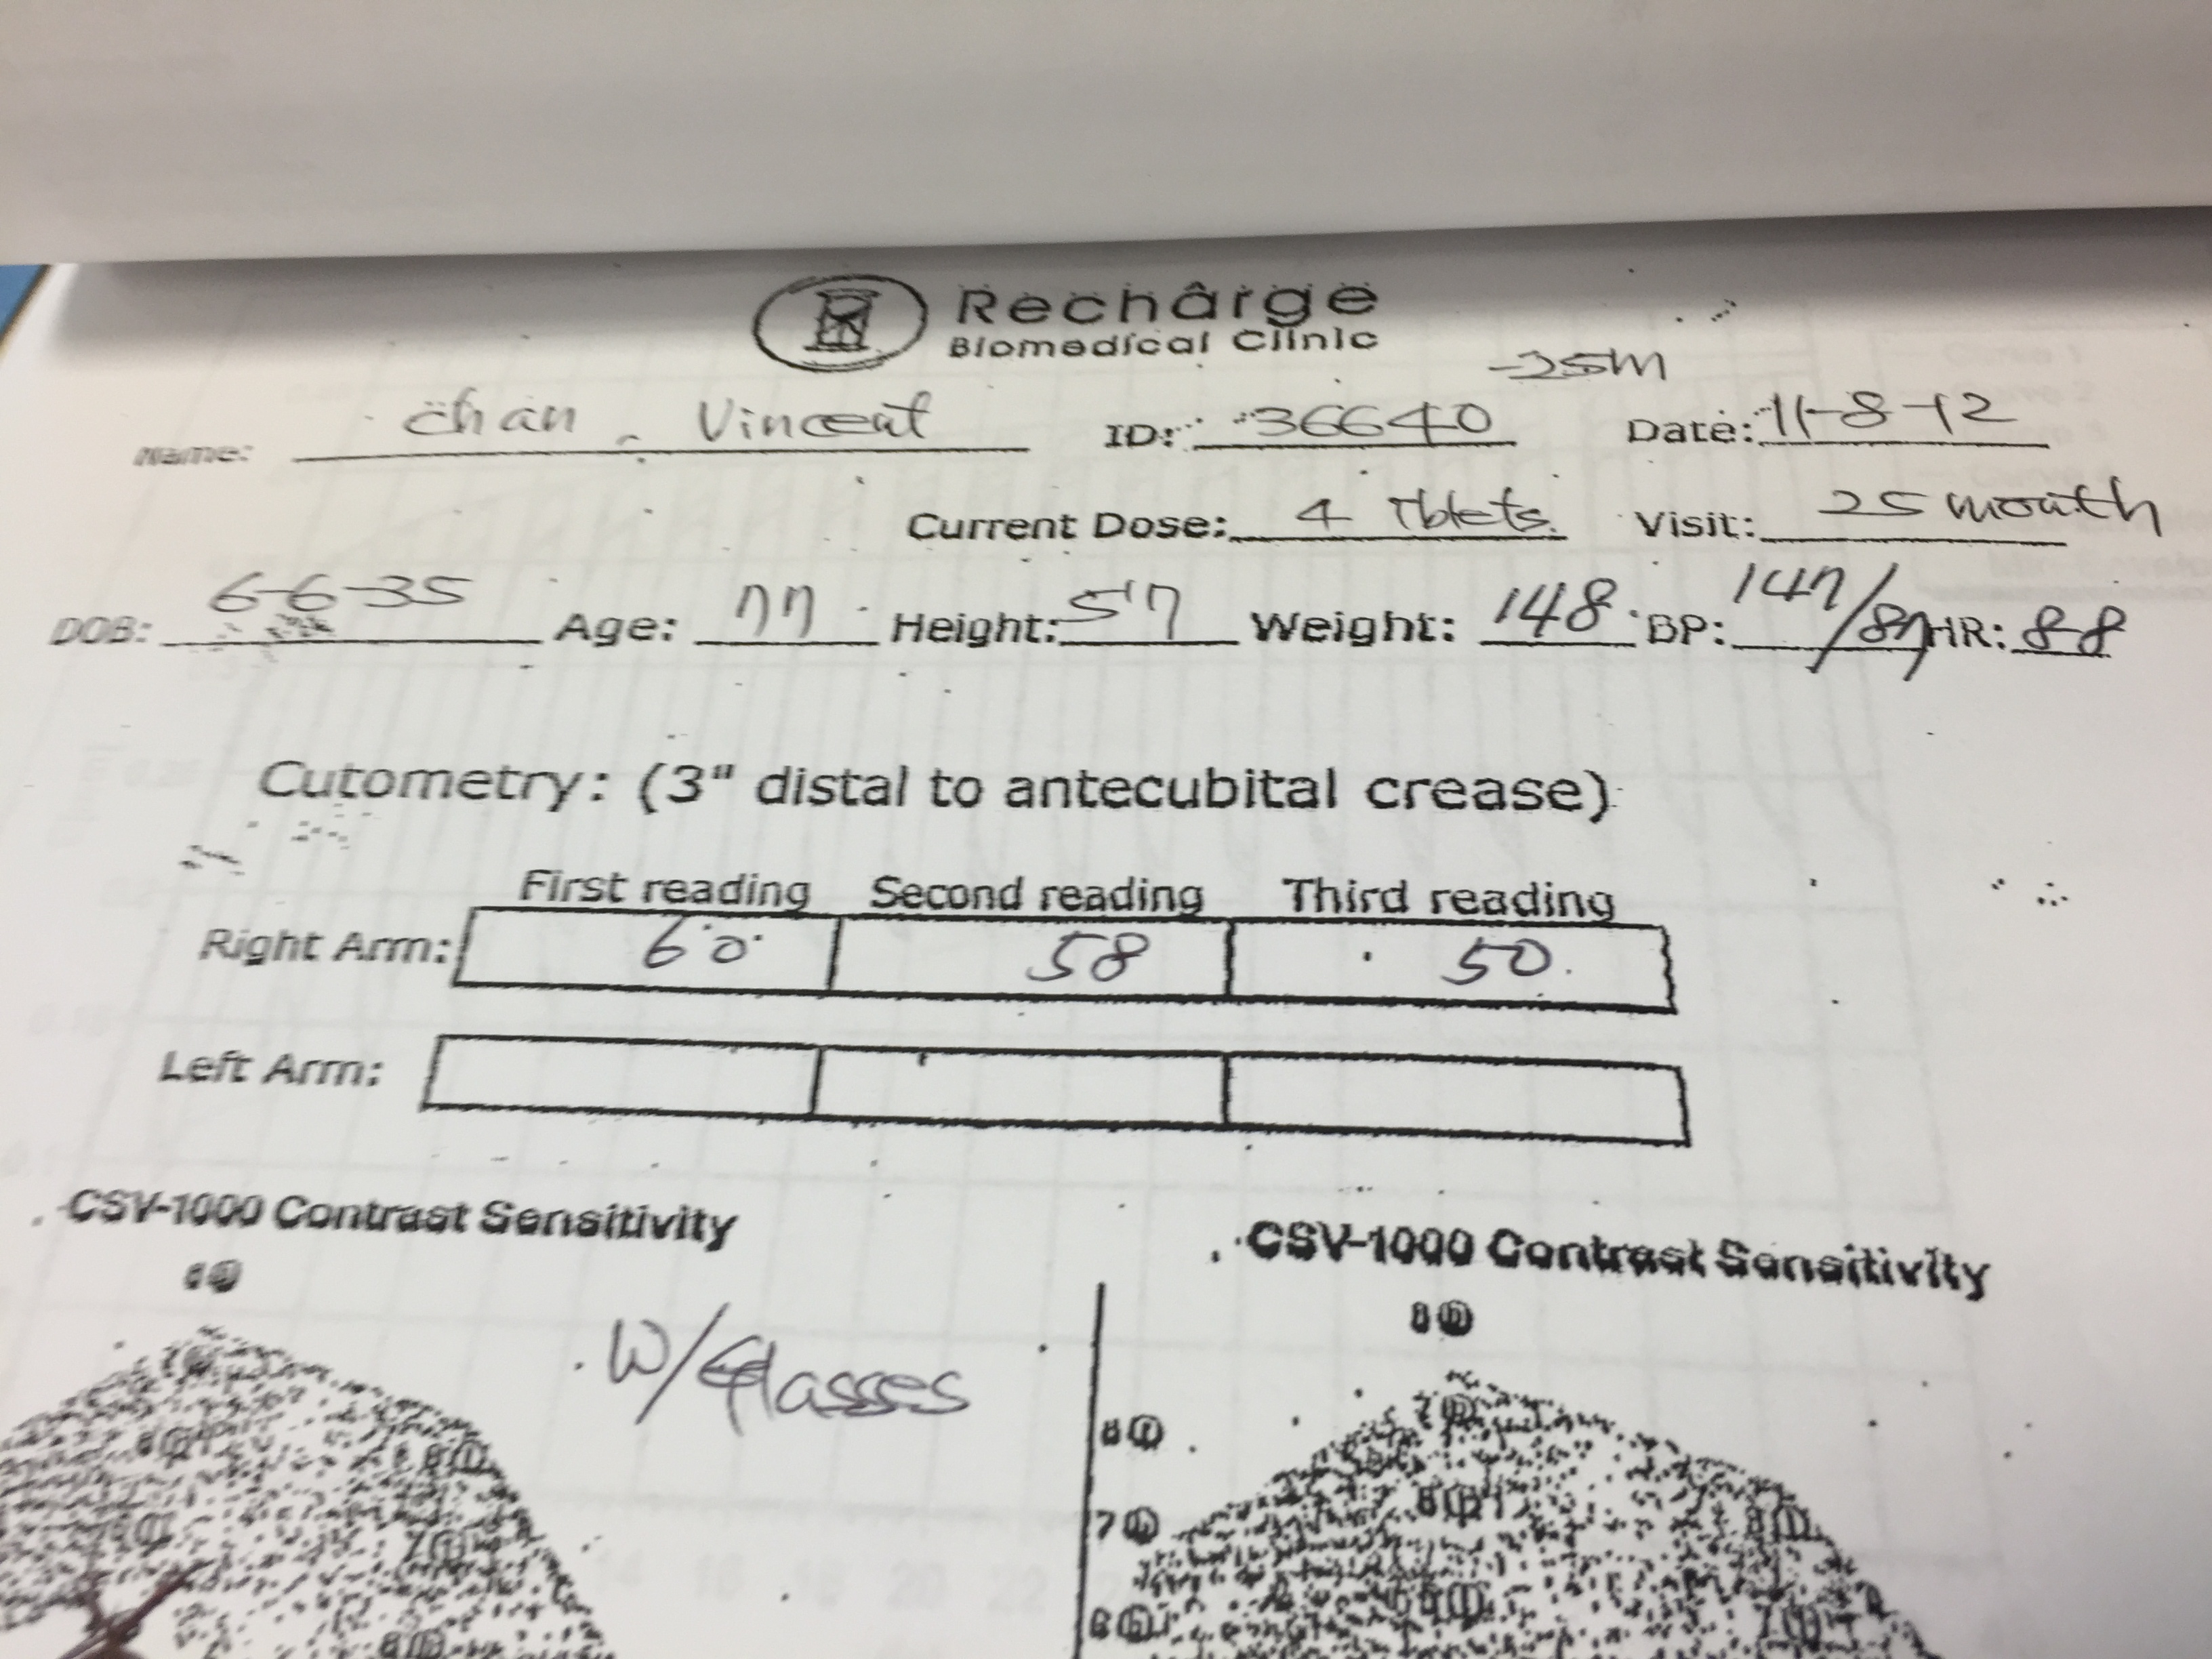 Recharge
Biomedical Clinic
-25m
Name: Chan, Vincent ID: 36640 Date: 11-8-12
Current Dose: 4 Tblets. Visit: 25 month
DOB: 6-6-35 Age: 77 Height: 5'7 Weight: 148 BP: 147/87 HR: 88
Cutometry: (3" distal to antecubital crease)
First reading Second reading Third reading
Right Arm: 60 58 50
Left Arm:
CSV-1000 Contrast Sensitivity CSV-1000 Contrast Sensitivity
W/Glasses